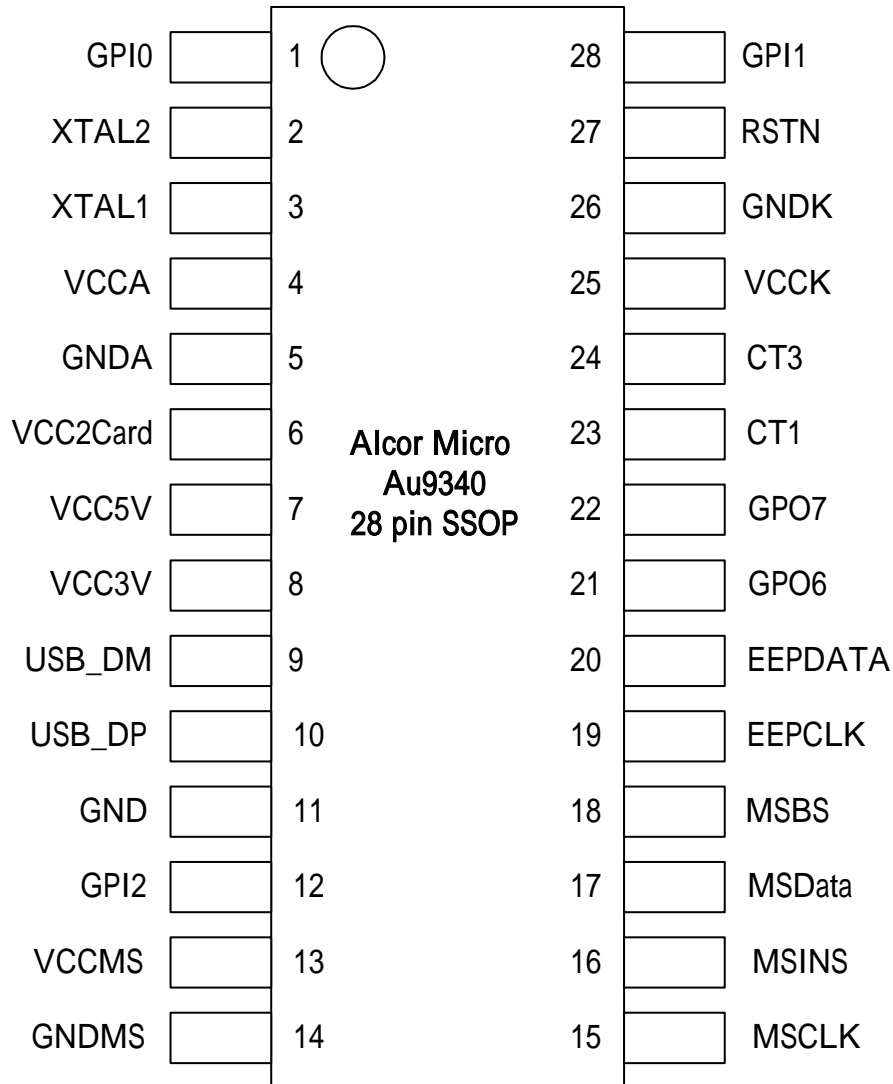 GPI0 1 28 GPI1
XTAL2 2 27 RSTN
XTAL1 3 26 GNDK
VCCA 4 25 VCCK
GNDA 5 24 CT3
VCC2Card 6 23 CT1
Alcor Micro
Au9340
28 pin SSOP
VCC5V 7 22 GPO7
VCC3V 8 21 GPO6
USB_DM 9 20 EEPDATA
USB_DP 10 19 EEPCLK
GND 11 18 MSBS
GPI2 12 17 MSData
VCCMS 13 16 MSINS
GNDMS 14 15 MSCLK